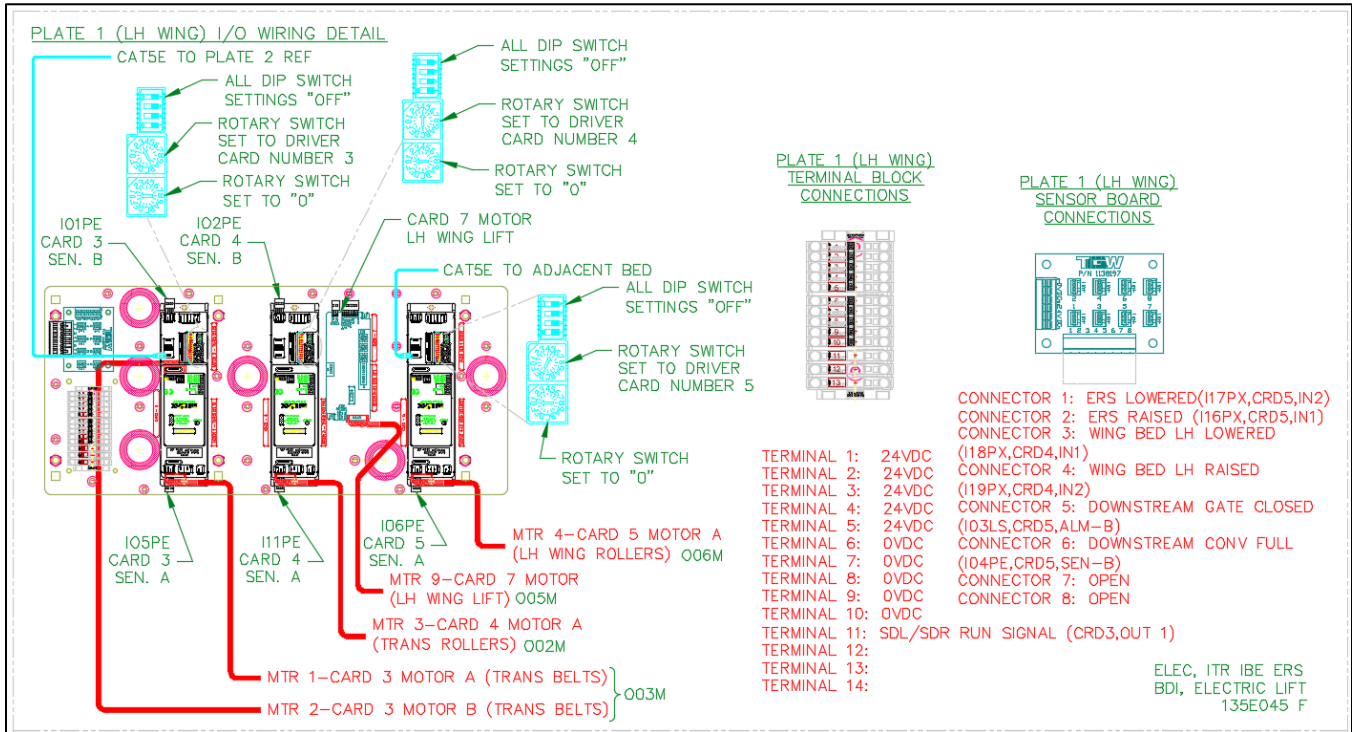 PLATE 1 (LH WING) I/O WIRING DETAIL
CAT5E TO PLATE 2 REF
ALL DIP SWITCH
SETTINGS "OFF"
ROTARY SWITCH
SET TO DRIVER
CARD NUMBER 3
ROTARY SWITCH
SET TO "0"
ALL DIP SWITCH
SETTINGS "OFF"
ROTARY SWITCH
SET TO DRIVER
CARD NUMBER 4
ROTARY SWITCH
SET TO "0"
I01PE
CARD 3
SEN. B
I02PE
CARD 4
SEN. B
CARD 7 MOTOR
LH WING LIFT
CAT5E TO ADJACENT BED
ALL DIP SWITCH
SETTINGS "OFF"
ROTARY SWITCH
SET TO DRIVER
CARD NUMBER 5
ROTARY SWITCH
SET TO "0"
I05PE
CARD 3
SEN. A
I11PE
CARD 4
SEN. A
I06PE
CARD 5
SEN. A
MTR 4-CARD 5 MOTOR A
(LH WING ROLLERS) O06M
MTR 9-CARD 7 MOTOR
(LH WING LIFT) O05M
MTR 3-CARD 4 MOTOR A
(TRANS ROLLERS) O02M
MTR 1-CARD 3 MOTOR A (TRANS BELTS)
MTR 2-CARD 3 MOTOR B (TRANS BELTS)
O03M
PLATE 1 (LH WING)
TERMINAL BLOCK
CONNECTIONS
TERMINAL 1: 24VDC
TERMINAL 2: 24VDC
TERMINAL 3: 24VDC
TERMINAL 4: 24VDC
TERMINAL 5: 24VDC
TERMINAL 6: 0VDC
TERMINAL 7: 0VDC
TERMINAL 8: 0VDC
TERMINAL 9: 0VDC
TERMINAL 10: 0VDC
TERMINAL 11: SDL/SDR RUN SIGNAL (CRD3,OUT 1)
TERMINAL 12:
TERMINAL 13:
TERMINAL 14:
PLATE 1 (LH WING)
SENSOR BOARD
CONNECTIONS
TGW
P/N 1138197
1 2 3 4 5 6 7 8
CONNECTOR 1: ERS LOWERED(I17PX,CRD5,IN2)
CONNECTOR 2: ERS RAISED (I16PX,CRD5,IN1)
CONNECTOR 3: WING BED LH LOWERED
(I18PX,CRD4,IN1)
CONNECTOR 4: WING BED LH RAISED
(I19PX,CRD4,IN2)
CONNECTOR 5: DOWNSTREAM GATE CLOSED
(I03LS,CRD5,ALM-B)
CONNECTOR 6: DOWNSTREAM CONV FULL
(I04PE,CRD5,SEN-B)
CONNECTOR 7: OPEN
CONNECTOR 8: OPEN
ELEC, ITR IBE ERS
BDI, ELECTRIC LIFT
135E045 F